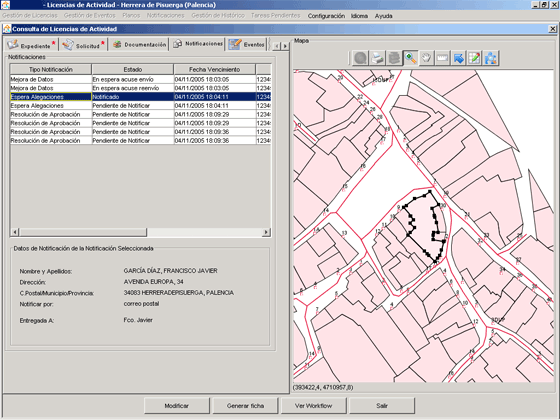 - Licencias de Actividad - Herrera de Pisuerga (Palencia)
Gestión de Licencias Gestión de Eventos Planos Notificaciones Gestión de Histórico Tareas Pendientes Configuración Idioma Ayuda
Consulta de Licencias de Actividad
Expediente * Solicitud * Documentación Notificaciones Eventos
Mapa
Notificaciones
Tipo Notificación Estado Fecha Vencimiento
Mejora de Datos En espera acuse envío 04/11/2005 18:03:05 1234
Mejora de Datos En espera acuse reenvío 04/11/2005 18:03:05 1234
Espera Alegaciones Notificado 04/11/2005 18:04:11 1234
Espera Alegaciones Pendiente de Notificar 04/11/2005 18:04:11 1234
Resolución de Aprobación Pendiente de Notificar 04/11/2005 18:09:29 1234
Resolución de Aprobación Pendiente de Notificar 04/11/2005 18:09:29 1234
Resolución de Aprobación Pendiente de Notificar 04/11/2005 18:09:36 1234
Resolución de Aprobación Pendiente de Notificar 04/11/2005 18:09:36 1234
Datos de Notificación de la Notificación Seleccionada
Nombre y Apellidos: GARCÍA DÍAZ, FRANCISCO JAVIER
Dirección: AVENIDA EUROPA, 34
C.Postal/Municipio/Provincia: 34083 HERRERADEPISUERGA, PALENCIA
Notificar por: correo postal
Entregada A: Fco. Javier
(393422,4, 4710957,8)
Modificar Generar ficha Ver Workflow Salir